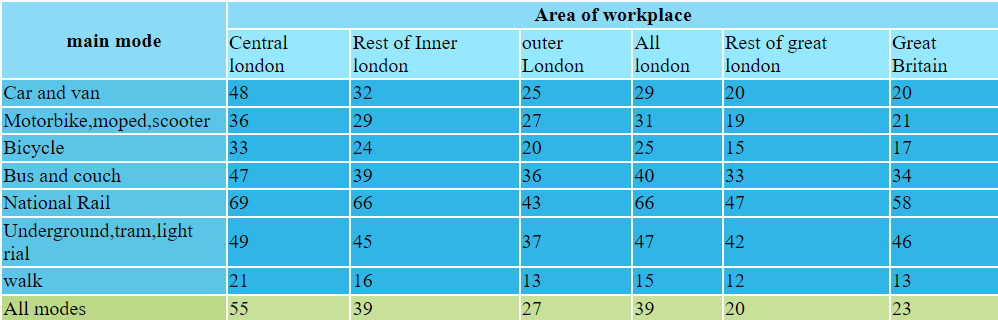 main mode Area of workplace
Central london Rest of Inner london outer London All london Rest of great london Great Britain
Car and van 48 32 25 29 20 20
Motorbike,moped,scooter 36 29 27 31 19 21
Bicycle 33 24 20 25 15 17
Bus and couch 47 39 36 40 33 34
National Rail 69 66 43 66 47 58
Underground,tram,light rial 49 45 37 47 42 46
walk 21 16 13 15 12 13
All modes 55 39 27 39 20 23